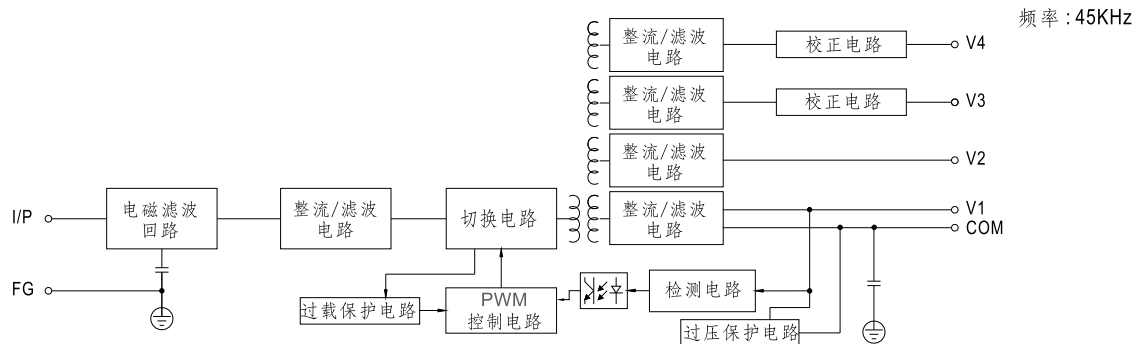 频率:45KHz
整流/滤波
电路
校正电路
V4
整流/滤波
电路
校正电路
V3
整流/滤波
电路
V2
I/P
电磁滤波
回路
整流/滤波
电路
切换电路
整流/滤波
电路
V1
COM
FG
过载保护电路
PWM
控制电路
检测电路
过压保护电路